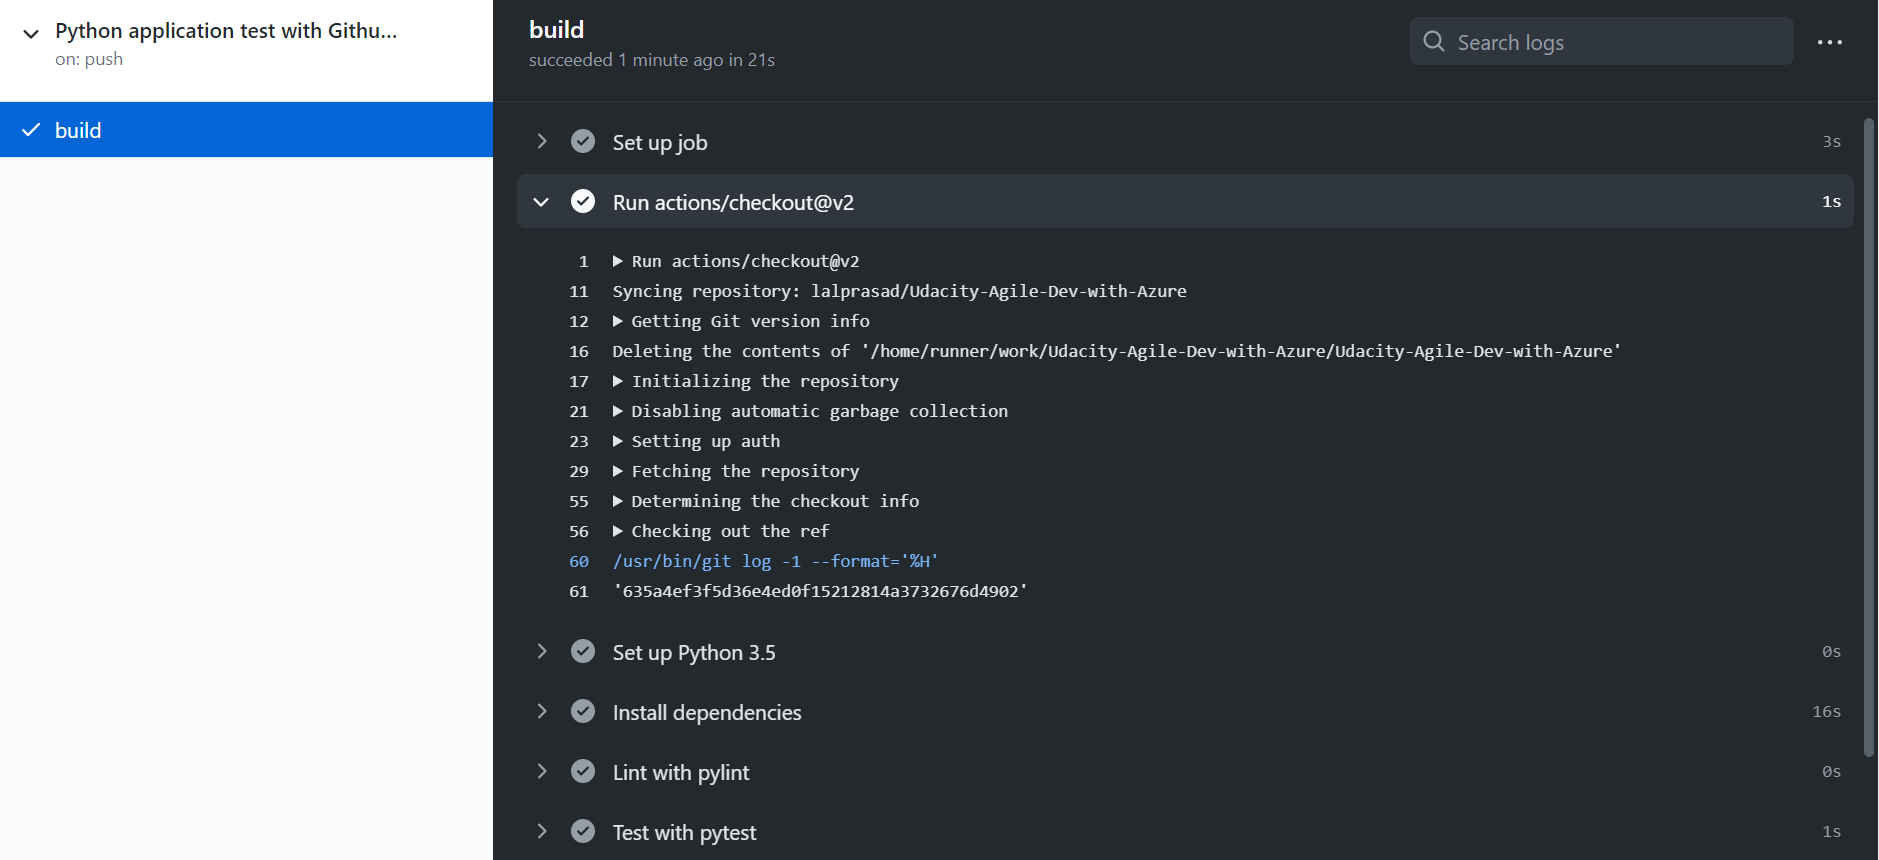 Python application test with Githu...
on: push
build
build
succeeded 1 minute ago in 21s
Search logs
Set up job 3s
Run actions/checkout@v2 1s
1 Run actions/checkout@v2
11 Syncing repository: lalprasad/Udacity-Agile-Dev-with-Azure
12 Getting Git version info
16 Deleting the contents of '/home/runner/work/Udacity-Agile-Dev-with-Azure/Udacity-Agile-Dev-with-Azure'
17 Initializing the repository
21 Disabling automatic garbage collection
23 Setting up auth
29 Fetching the repository
55 Determining the checkout info
56 Checking out the ref
60 /usr/bin/git log -1 --format='%H'
61 '635a4ef3f5d36e4ed0f15212814a3732676d4902'
Set up Python 3.5 0s
Install dependencies 16s
Lint with pylint 0s
Test with pytest 1s